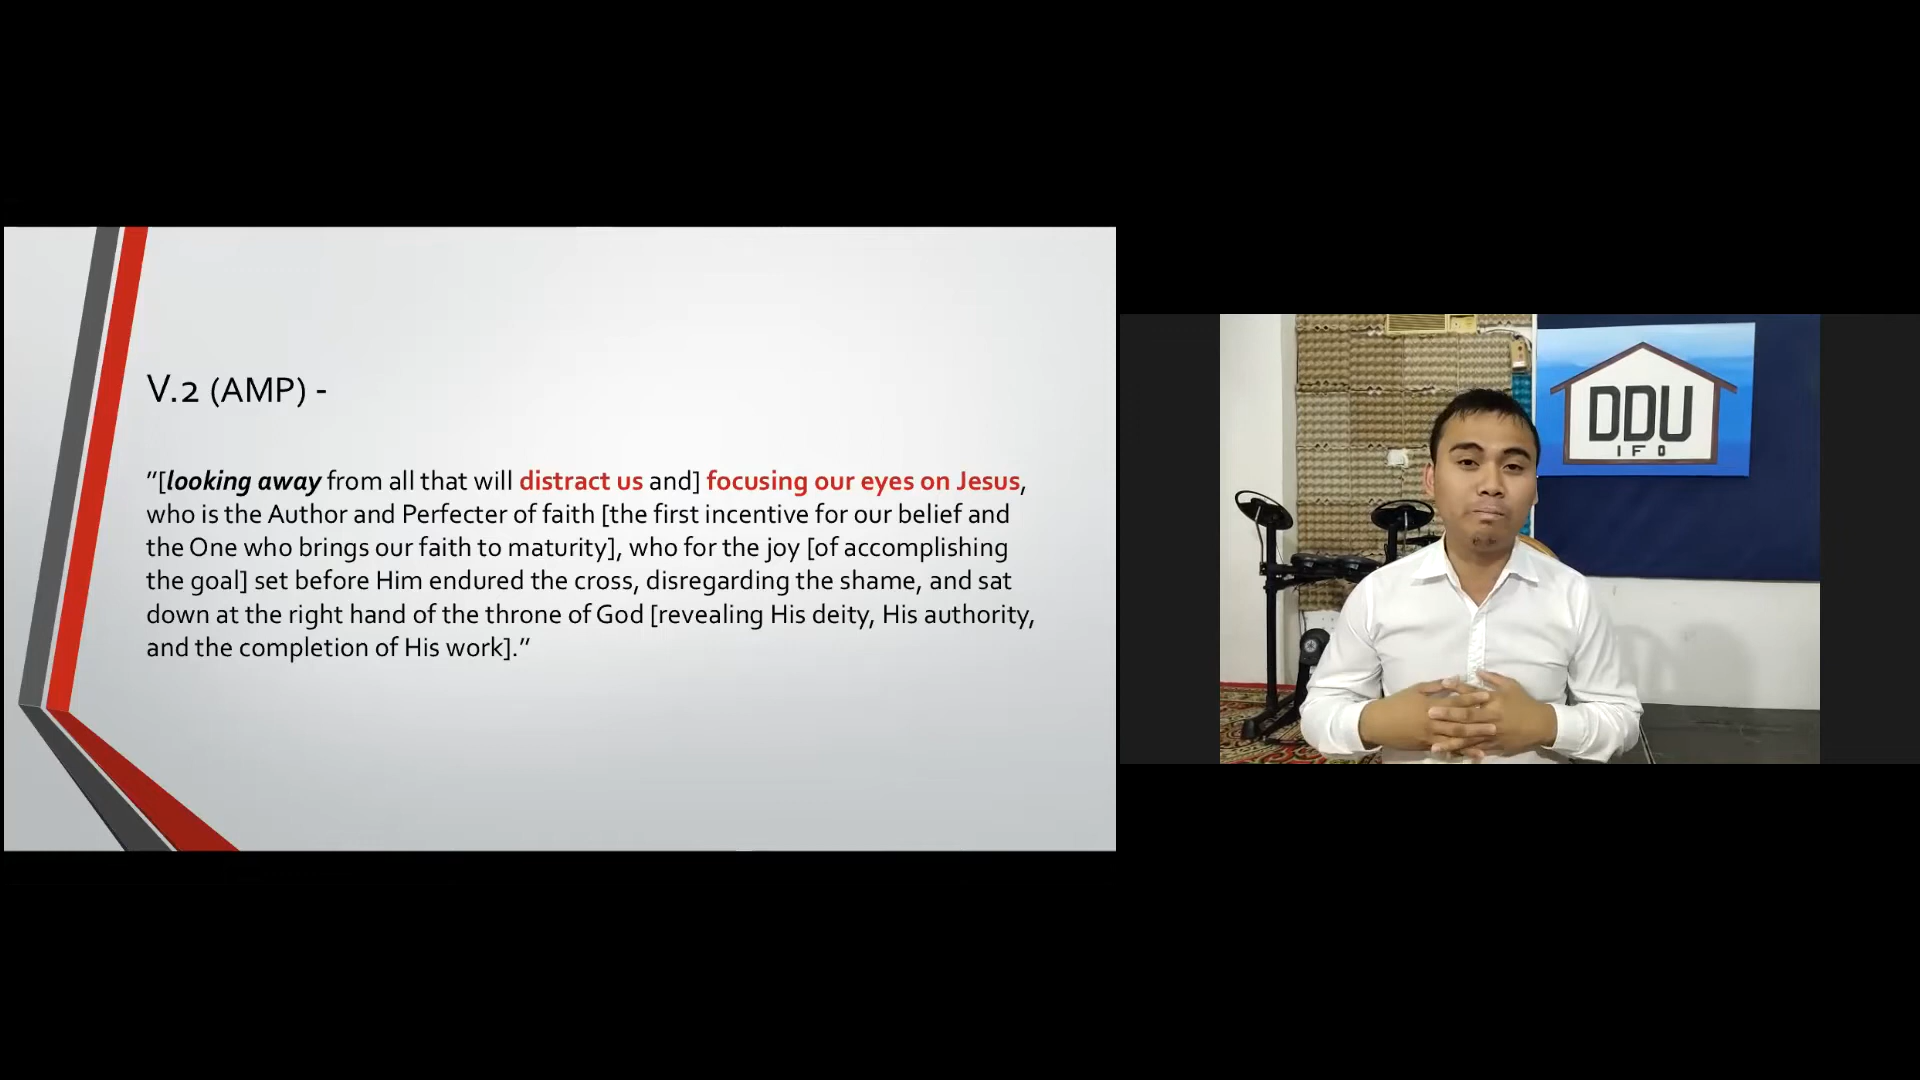 V.2 (AMP) -
"[looking away from all that will distract us and] focusing our eyes on Jesus,
who is the Author and Perfecter of faith [the first incentive for our belief and
the One who brings our faith to maturity], who for the joy [of accomplishing
the goal] set before Him endured the cross, disregarding the shame, and sat
down at the right hand of the throne of God [revealing His deity, His authority,
and the completion of His work]."
DDU
IFO